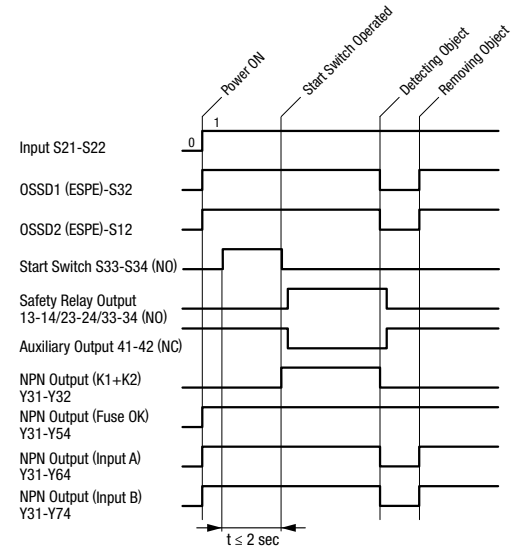 Power ON
Start Switch Operated
Detecting Object
Removing Object
1
0
Input S21-S22
OSSD1 (ESPE)-S32
OSSD2 (ESPE)-S12
Start Switch S33-S34 (NO)
Safety Relay Output
13-14/23-24/33-34 (NO)
Auxiliary Output 41-42 (NC)
NPN Output (K1+K2)
Y31-Y32
NPN Output (Fuse OK)
Y31-Y54
NPN Output (Input A)
Y31-Y64
NPN Output (Input B)
Y31-Y74
t ≤ 2 sec